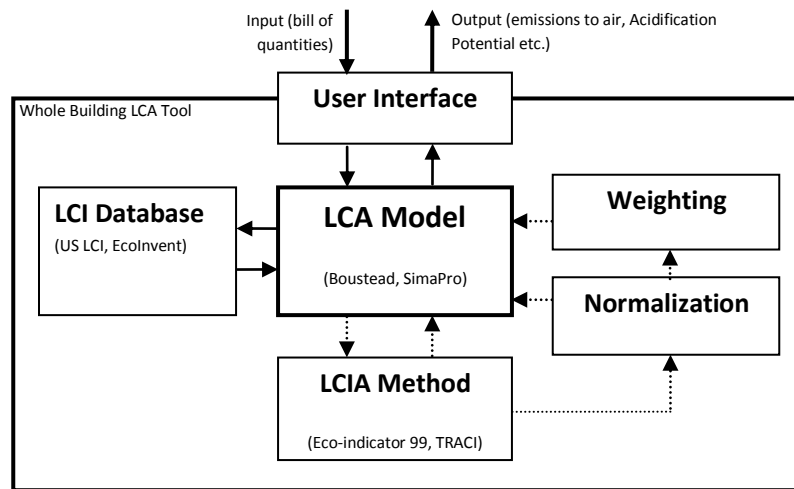 Input (bill of
quantities)
Output (emissions to air, Acidification
Potential etc.)
User Interface
Whole Building LCA Tool
LCI Database
(US LCI, EcoInvent)
LCA Model
(Boustead, SimaPro)
Weighting
Normalization
LCIA Method
(Eco-indicator 99, TRACI)